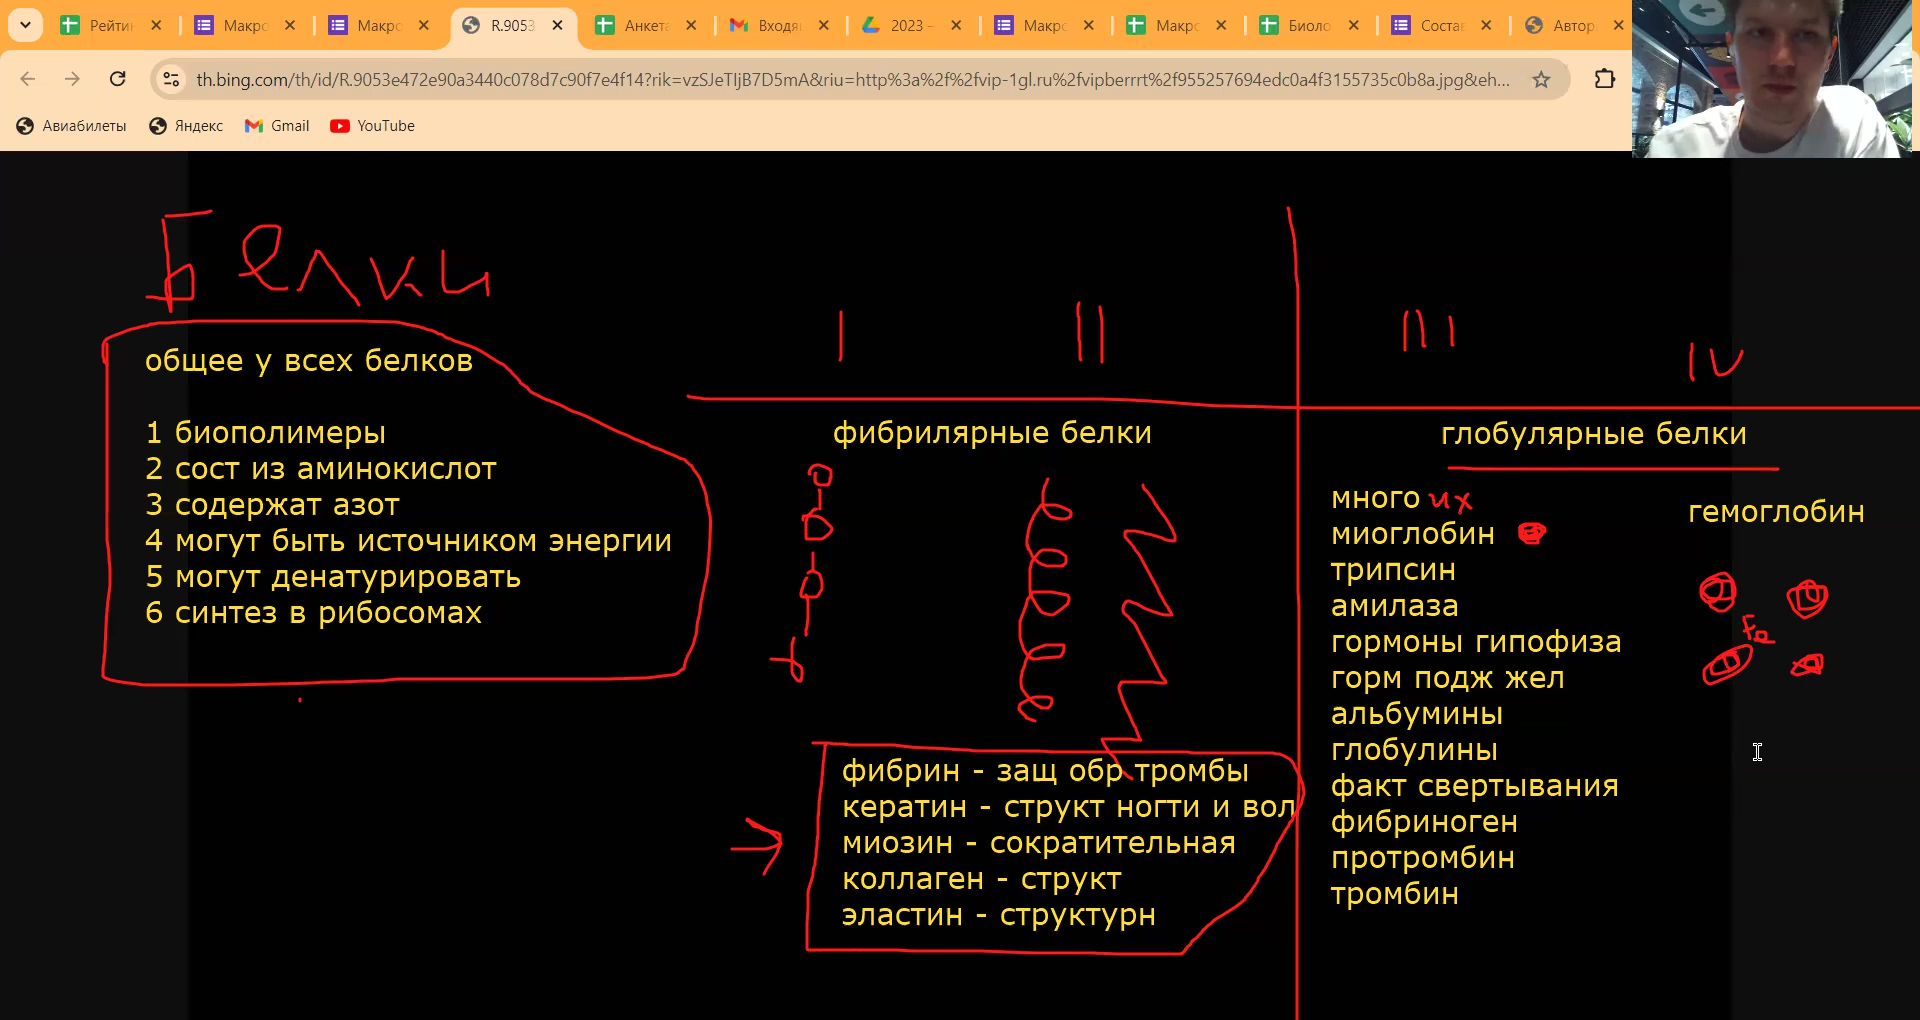 Рейти
Макро
Макро
R.9053
Анкета
Входя
2023 –
Макро
Макро
Биоло
Состав
Автор
th.bing.com/th/id/R.9053e472e90a3440c078d7c90f7e4f14?rik=vzSJeTIjB7D5mA&riu=http%3a%2f%2fvip-1gl.ru%2fvipberrrt%2f955257694edc0a4f3155735c0b8a.jpg&eh...
Авиабилеты
Яндекс
Gmail
YouTube
Белки
общее у всех белков
1 биополимеры
2 сост из аминокислот
3 содержат азот
4 могут быть источником энергии
5 могут денатурировать
6 синтез в рибосомах
I
II
фибрилярные белки
фибрин - защ обр тромбы
кератин - структ ногти и вол
миозин - сократительная
коллаген - структ
эластин - структурн
III
IV
глобулярные белки
много их
миоглобин
трипсин
амилаза
гормоны гипофиза
горм подж жел
альбумины
глобулины
факт свертывания
фибриноген
протромбин
тромбин
гемоглобин
Fe